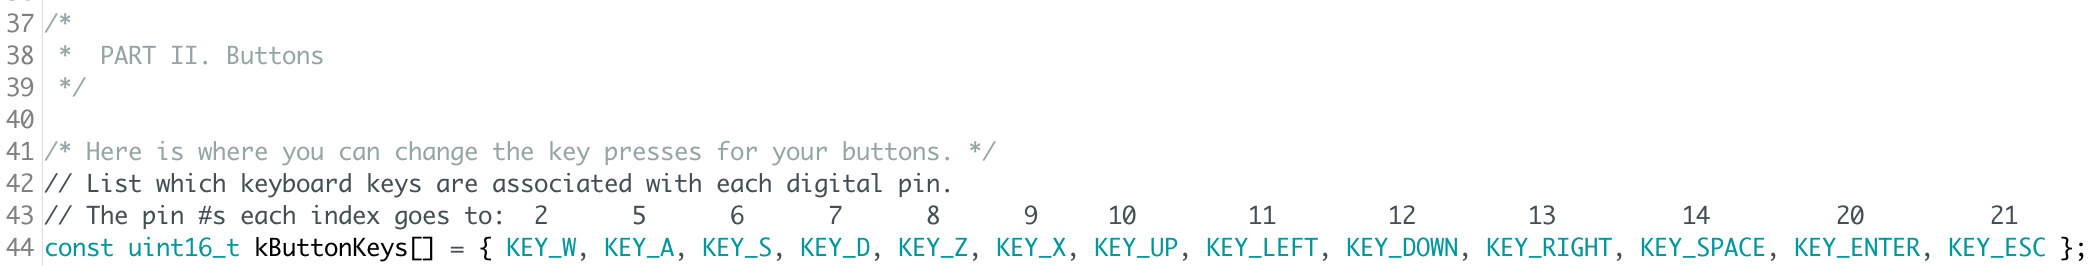 37 /*
38  *  PART II. Buttons
39  */
40
41 /* Here is where you can change the key presses for your buttons. */
42 // List which keyboard keys are associated with each digital pin.
43 // The pin #s each index goes to:  2      5      6      7      8      9     10        11        12        13         14         20         21
44 const uint16_t kButtonKeys[] = { KEY_W, KEY_A, KEY_S, KEY_D, KEY_Z, KEY_X, KEY_UP, KEY_LEFT, KEY_DOWN, KEY_RIGHT, KEY_SPACE, KEY_ENTER, KEY_ESC };